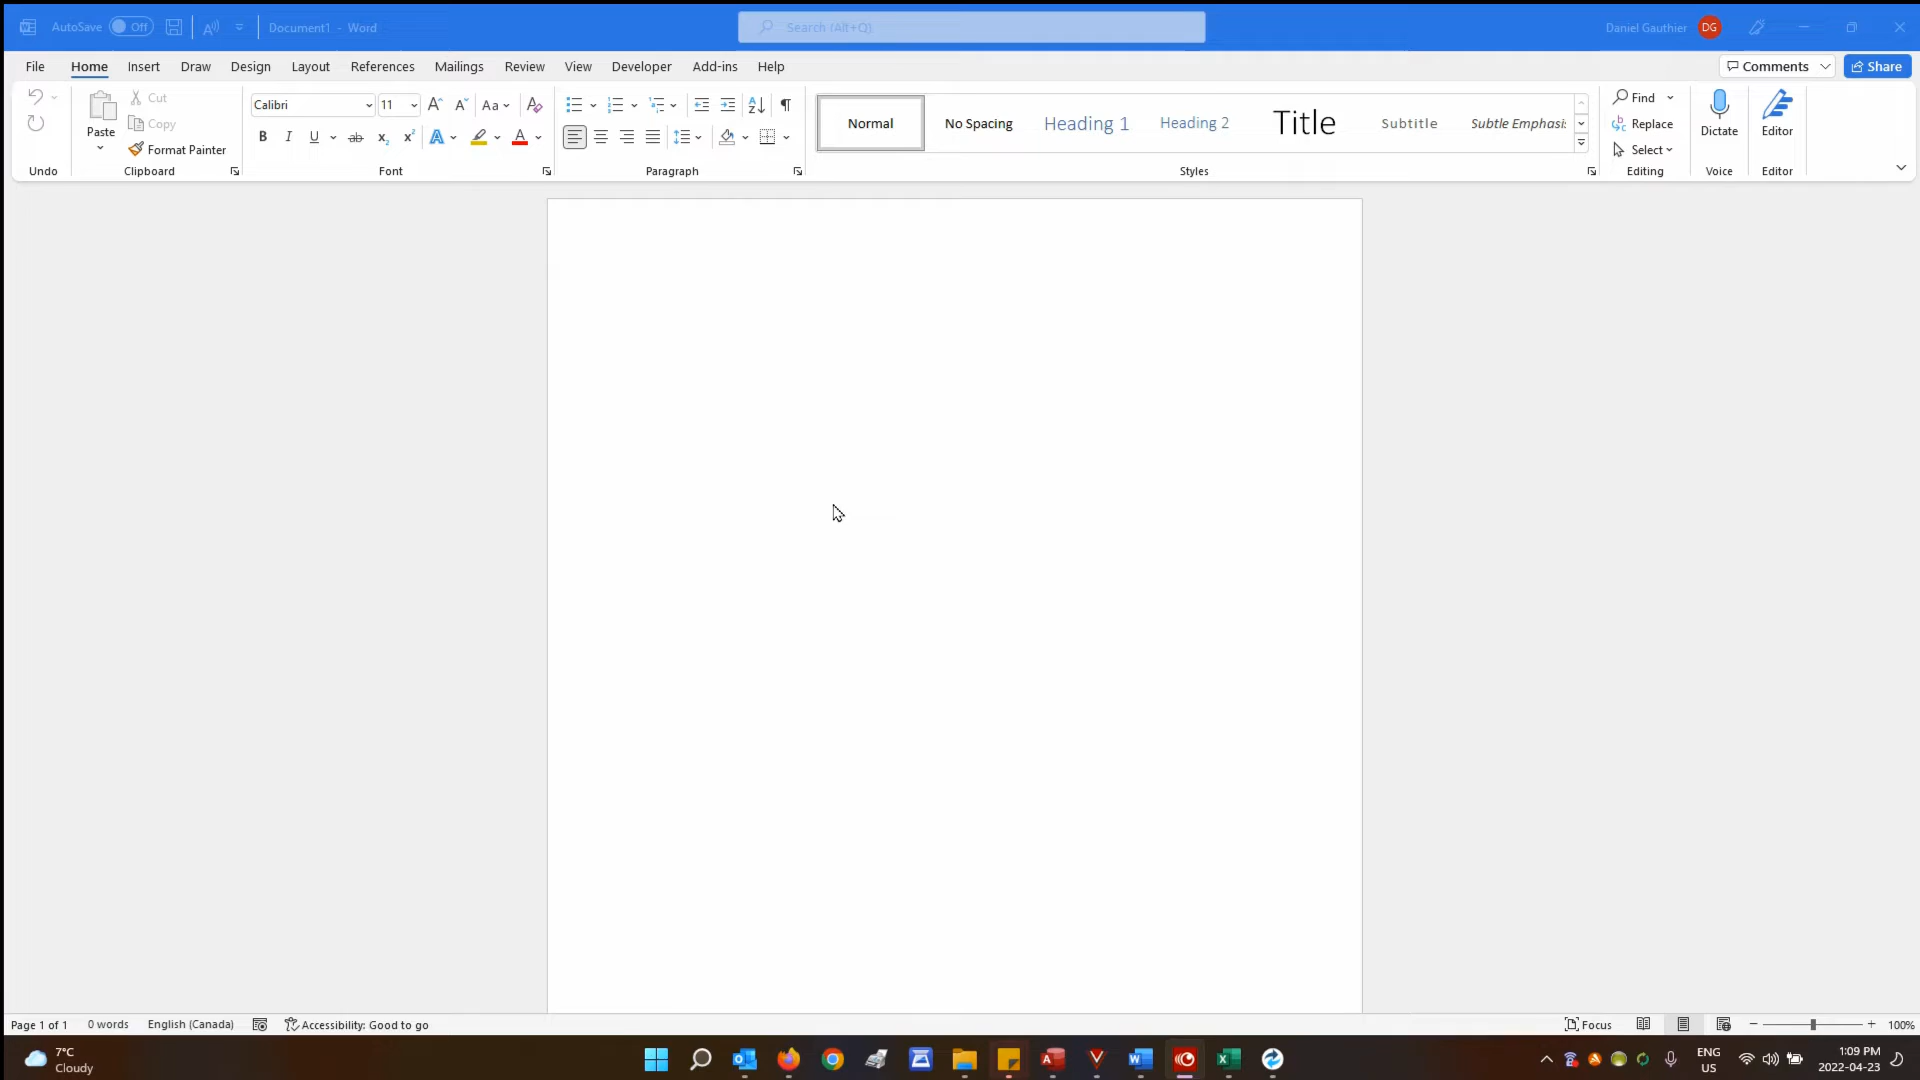 AutoSave Off Document1 - Word Search (Alt+Q) Daniel Gauthier DG
File Home Insert Draw Design Layout References Mailings Review View Developer Add-ins Help Comments Share
Calibri 11
Paste
Cut
Copy
Format Painter
Normal No Spacing Heading 1 Heading 2 Title Subtitle Subtle Emphasi
Find
Replace
Select
Dictate
Editor
Undo Clipboard Font Paragraph Styles Editing Voice Editor
Page 1 of 1 0 words English (Canada) Accessibility: Good to go Focus 100%
7°C
Cloudy
ENG
US
1:09 PM
2022-04-23